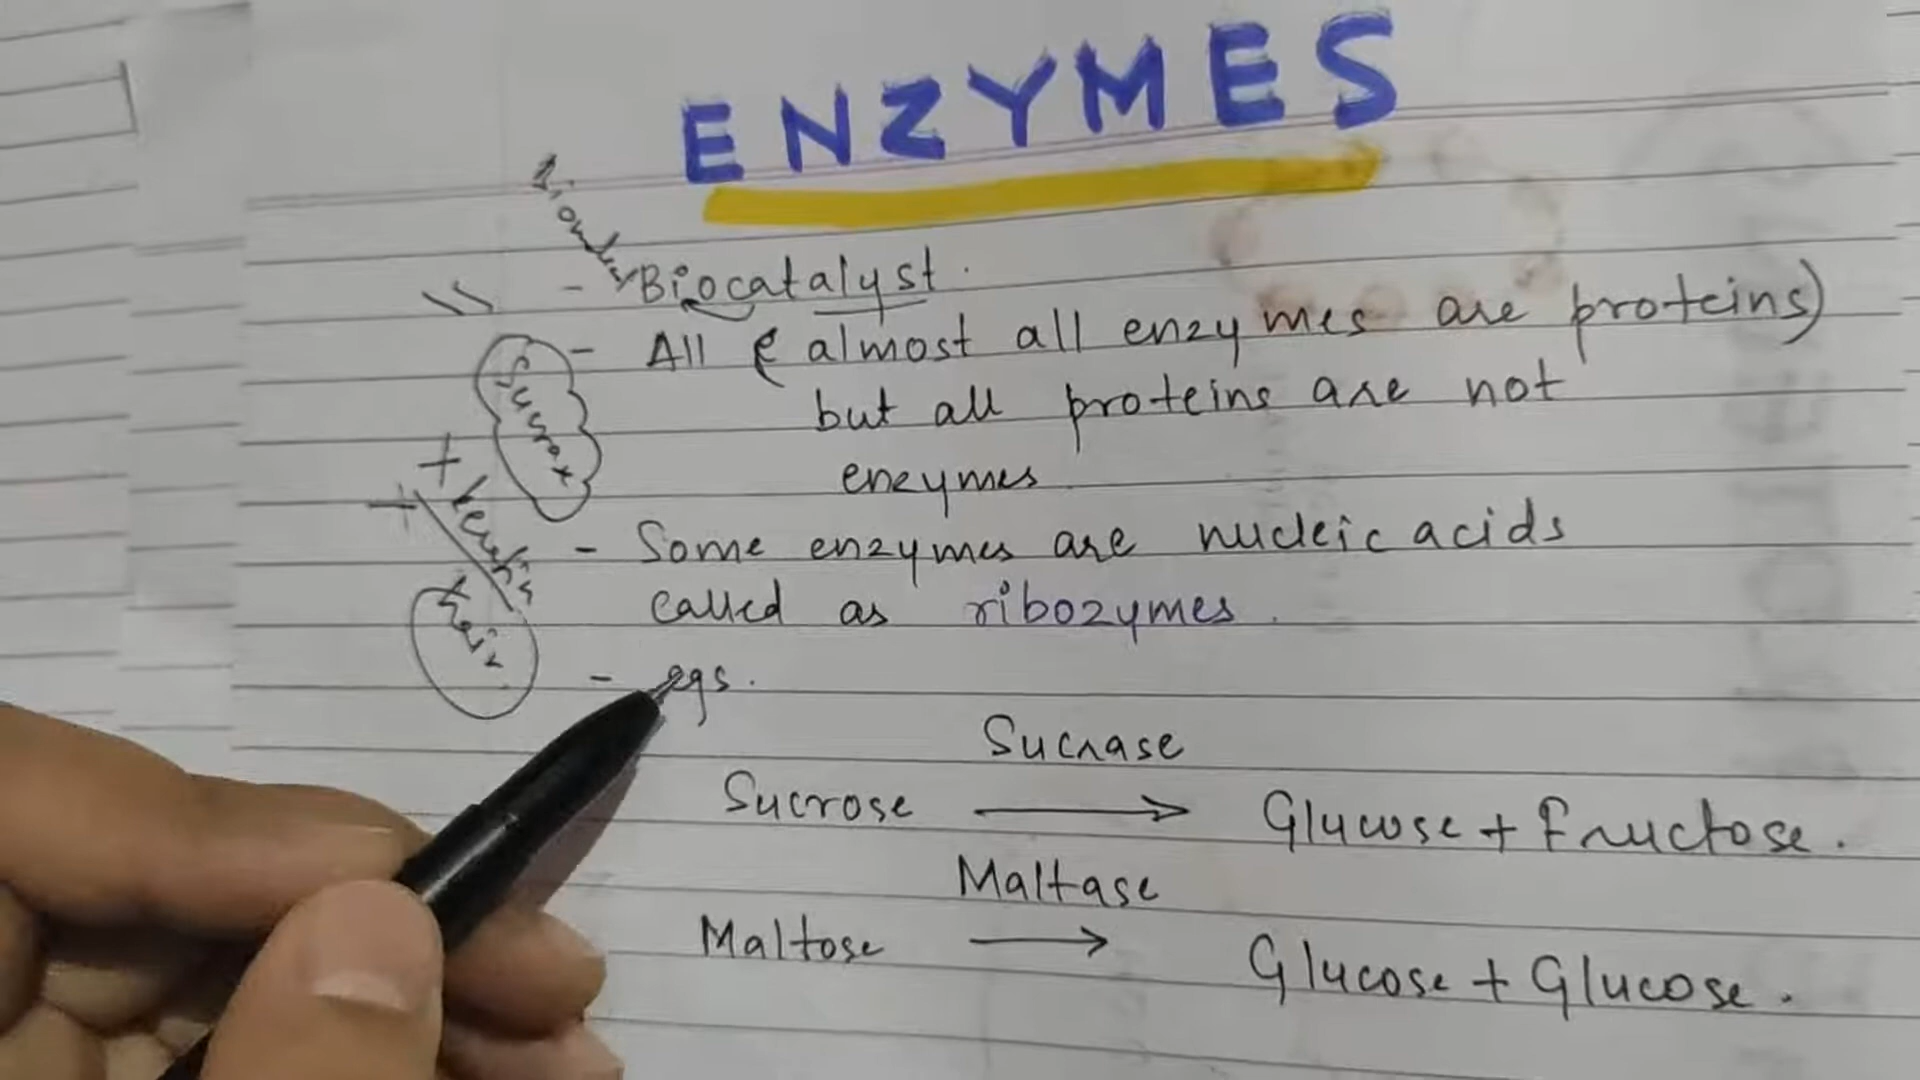 ENZYMES
- Biocatalyst.
- All ( almost all enzymes are proteins)
but all proteins are not
enzymes
- Some enzymes are nucleic acids
called as ribozymes.
- egs.
Sucrase
Sucrose → Glucose + Fructose.
Maltase
Maltose → Glucose + Glucose.